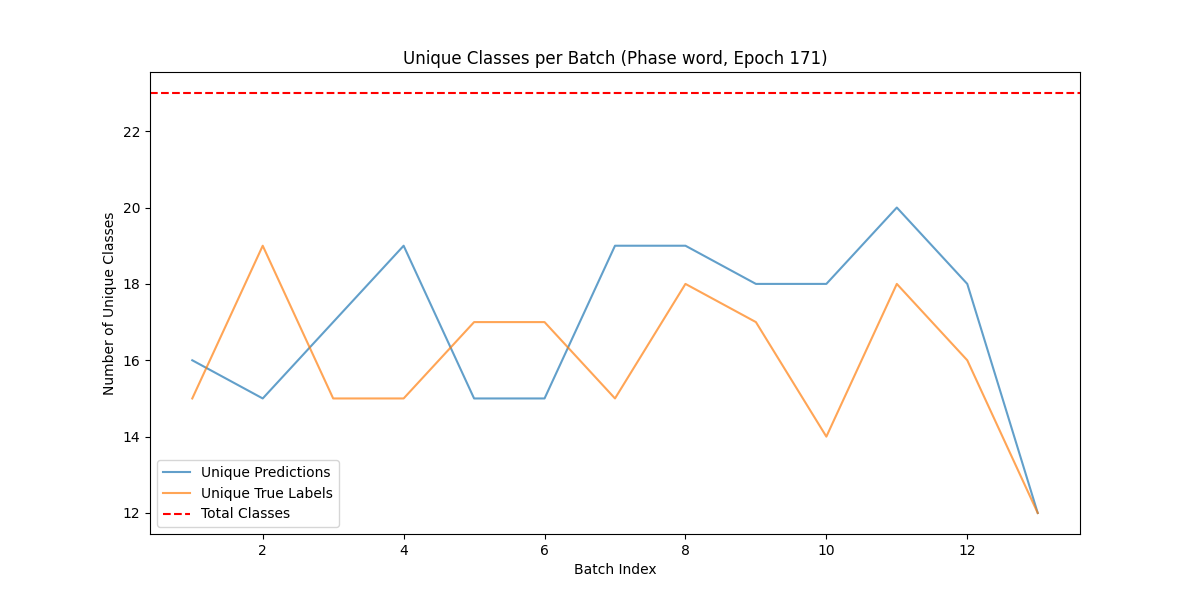 Unique Classes per Batch (Phase word, Epoch 171)
Number of Unique Classes
22
20
18
16
14
12
Unique Predictions
Unique True Labels
Total Classes
2
4
6
8
10
12
Batch Index